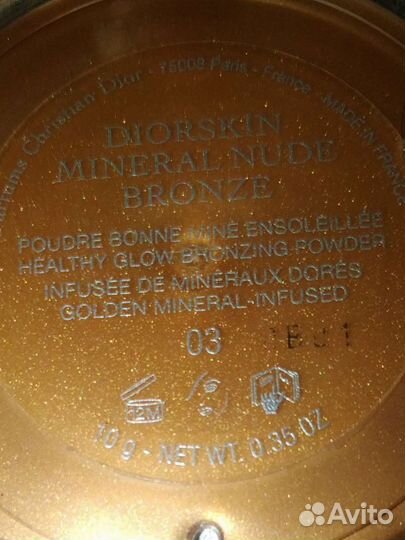 Parfums Christian Dior - 75008 Paris - France - MADE IN FRANCE
DIORSKIN
MINERAL NUDE
BRONZE
POUDRE BONNE MINE ENSOLEILLÉE
HEALTHY GLOW BRONZING POWDER
INFUSÉE DE MINÉRAUX DORÉS
GOLDEN MINERAL-INFUSED
03
12M
10 g - NET WT. 0.35 OZ
Avito